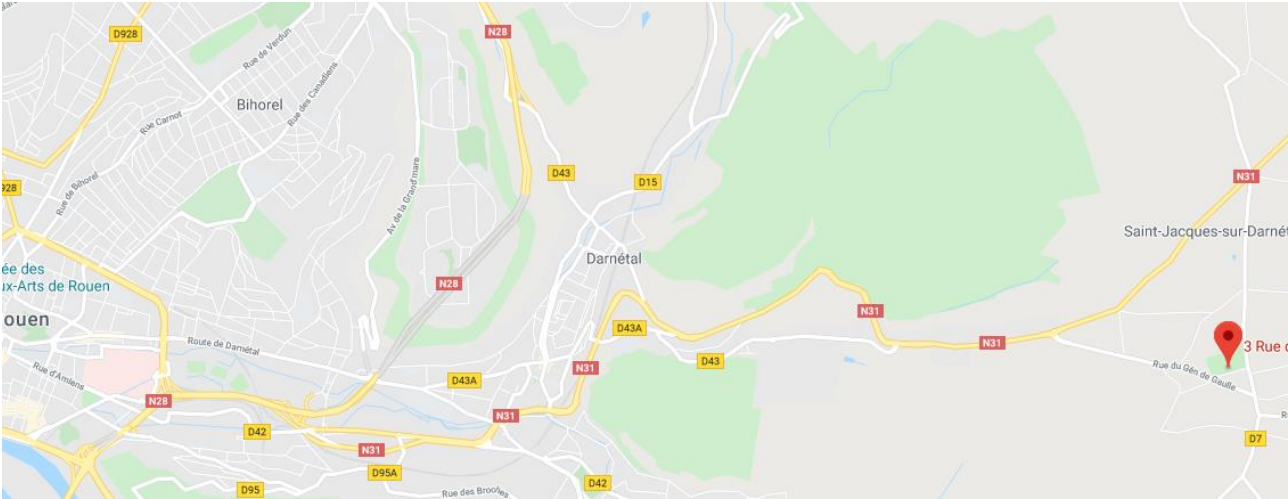 D928
N28
Rue de Verdun
Bihorel
Rue des Canadiens
Rue Carnot
D43
D15
N31
928
Rue de Bihorel
Av de la Grand'mare
Saint-Jacques-sur-Darnét
Darnétal
ée des
ux-Arts de Rouen
N28
N31
ouen
D43A
N31
Route de Darnétal
3 Rue d
D43
N31
Rue du Gén de Gaulle
Rue d'Amiens
D43A
N28
N31
D42
D7
N31
D95A
D42
D95